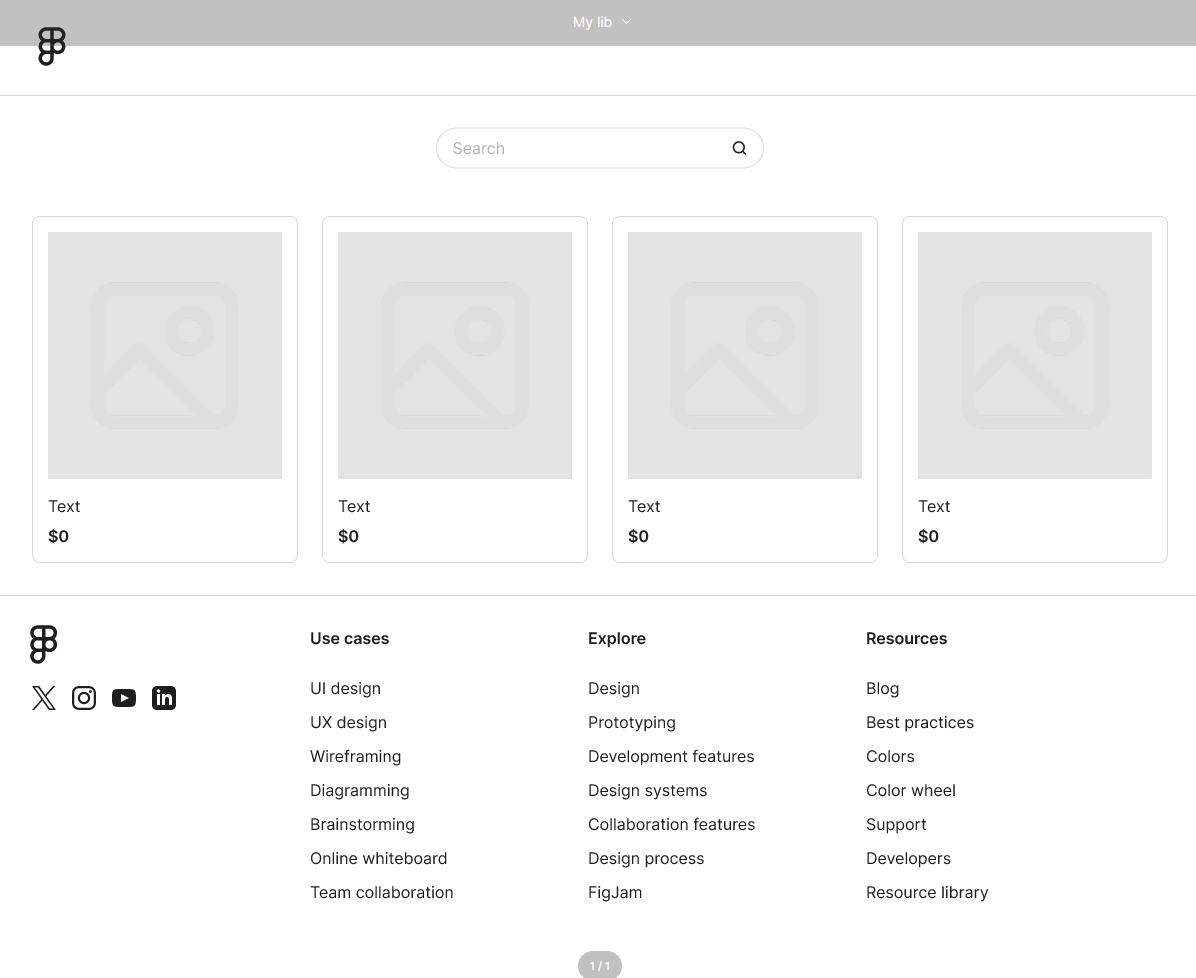 My lib
Search
Text
$0
Text
$0
Text
$0
Text
$0
Use cases
UI design
UX design
Wireframing
Diagramming
Brainstorming
Online whiteboard
Team collaboration
Explore
Design
Prototyping
Development features
Design systems
Collaboration features
Design process
FigJam
Resources
Blog
Best practices
Colors
Color wheel
Support
Developers
Resource library
1 / 1